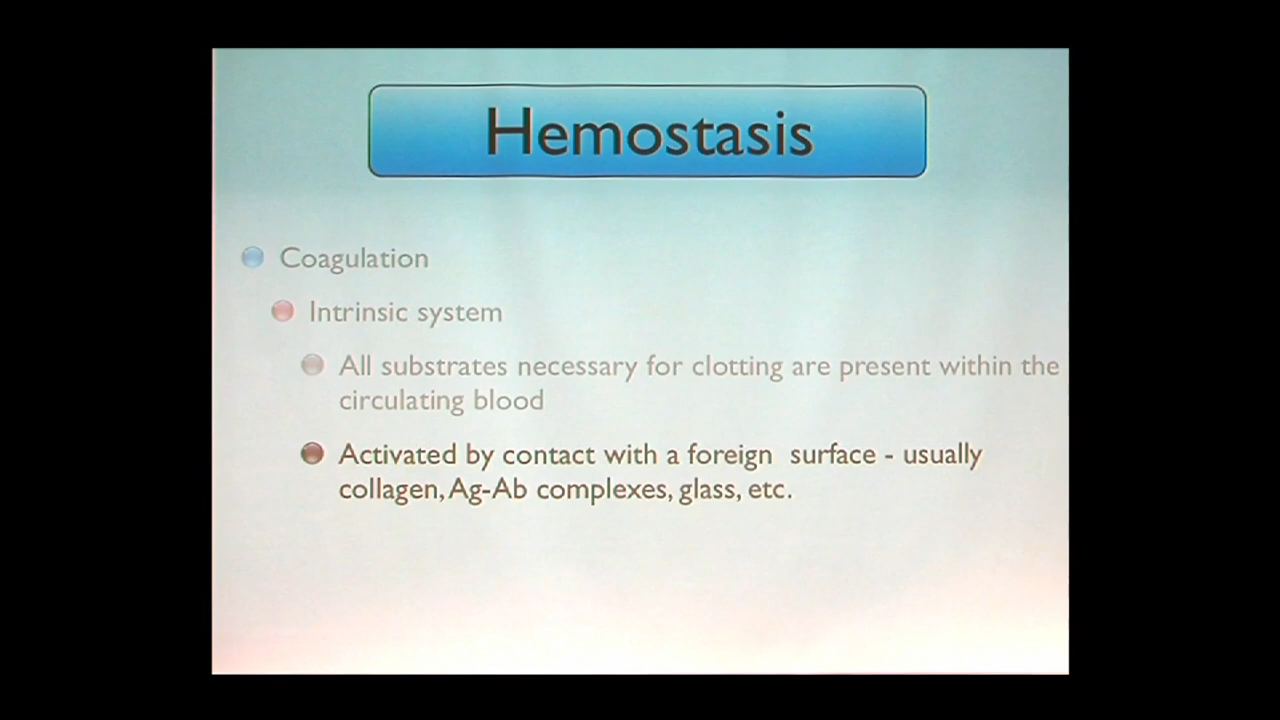 Hemostasis
Coagulation
Intrinsic system
All substrates necessary for clotting are present within the
circulating blood
Activated by contact with a foreign  surface - usually
collagen, Ag-Ab complexes, glass, etc.